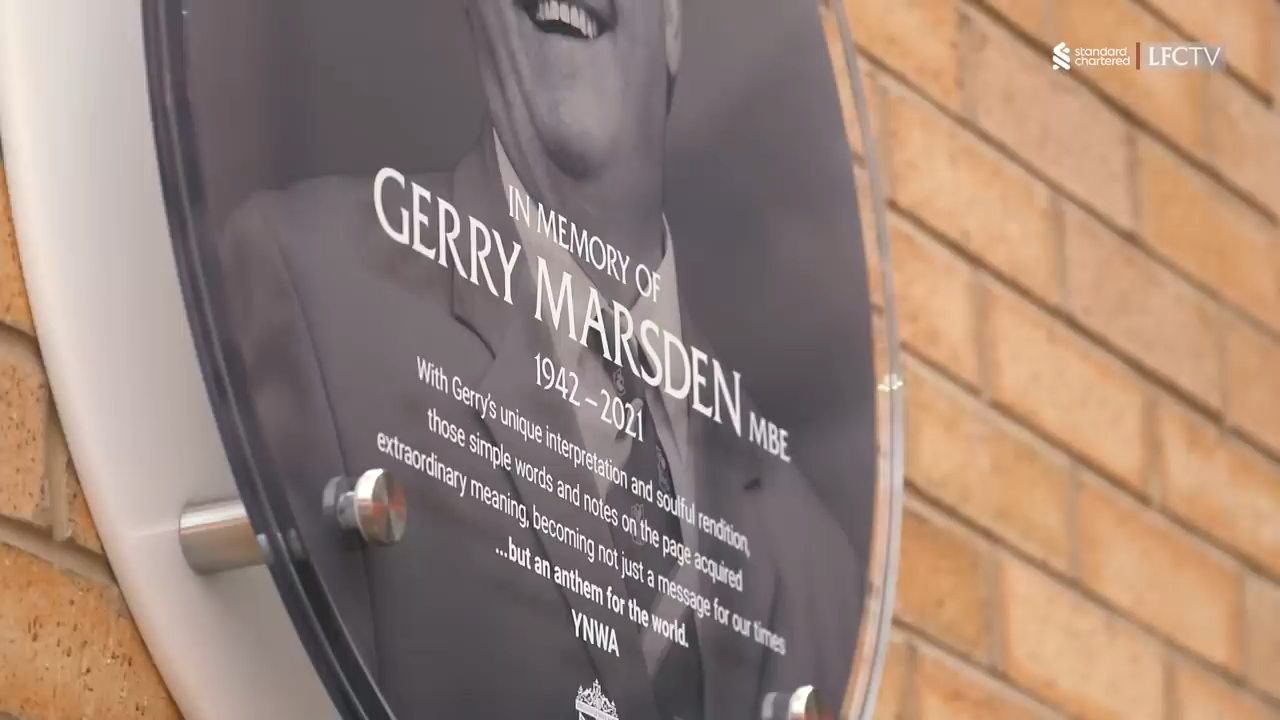 standard
chartered
LFCTV
IN MEMORY OF
GERRY MARSDEN MBE
1942 – 2021
With Gerry's unique interpretation and soulful rendition,
those simple words and notes on the page acquired
extraordinary meaning, becoming not just a message for our times
...but an anthem for the world.
YNWA